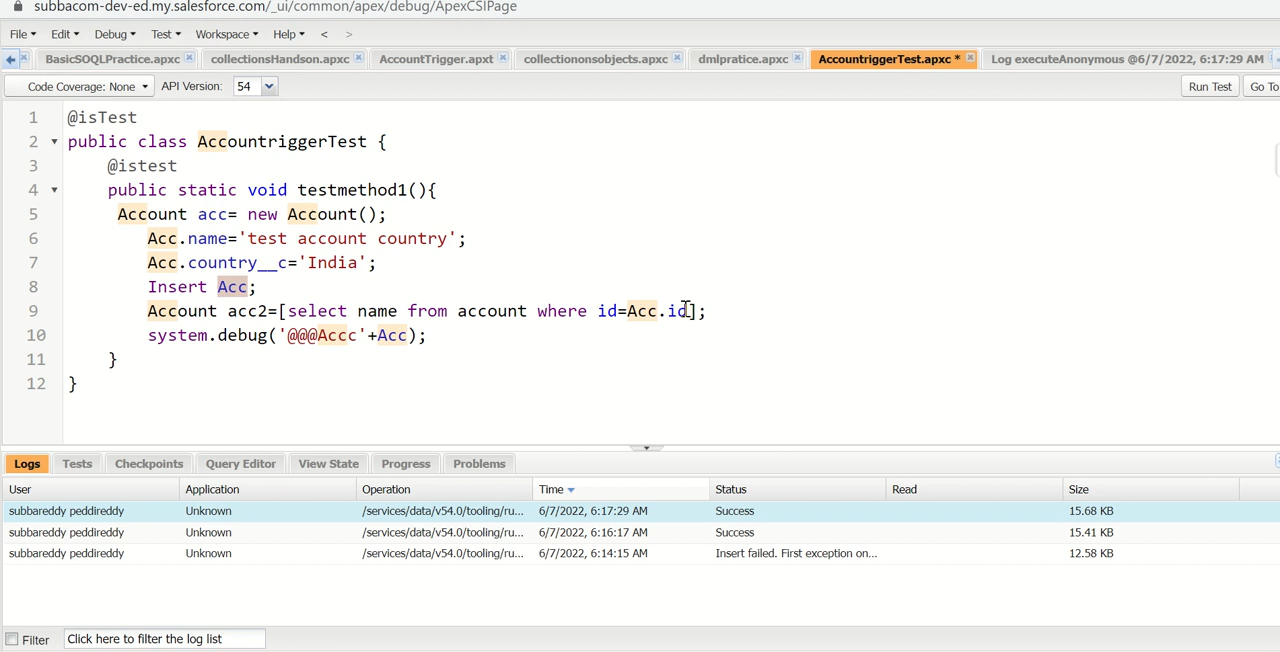 subbacom-dev-ed.my.salesforce.com/_ui/common/apex/debug/ApexCSIPage
File Edit Debug Test Workspace Help < >
BasicSOQLPractice.apxc collectionsHandson.apxc AccountTrigger.apxt collectiononsobjects.apxc dmlpratice.apxc AccountriggerTest.apxc * Log executeAnonymous @6/7/2022, 6:17:29 AM
Code Coverage: None API Version: 54 Run Test Go To
1 @isTest
2 public class AccountriggerTest {
3 @istest
4 public static void testmethod1(){
5 Account acc= new Account();
6 Acc.name='test account country';
7 Acc.country__c='India';
8 Insert Acc;
9 Account acc2=[select name from account where id=Acc.id];
10 system.debug('@@@Accc'+Acc);
11 }
12 }
Logs Tests Checkpoints Query Editor View State Progress Problems
User Application Operation Time Status Read Size
subbareddy peddireddy Unknown /services/data/v54.0/tooling/ru... 6/7/2022, 6:17:29 AM Success 15.68 KB
subbareddy peddireddy Unknown /services/data/v54.0/tooling/ru... 6/7/2022, 6:16:17 AM Success 15.41 KB
subbareddy peddireddy Unknown /services/data/v54.0/tooling/ru... 6/7/2022, 6:14:15 AM Insert failed. First exception on... 12.58 KB
Filter Click here to filter the log list